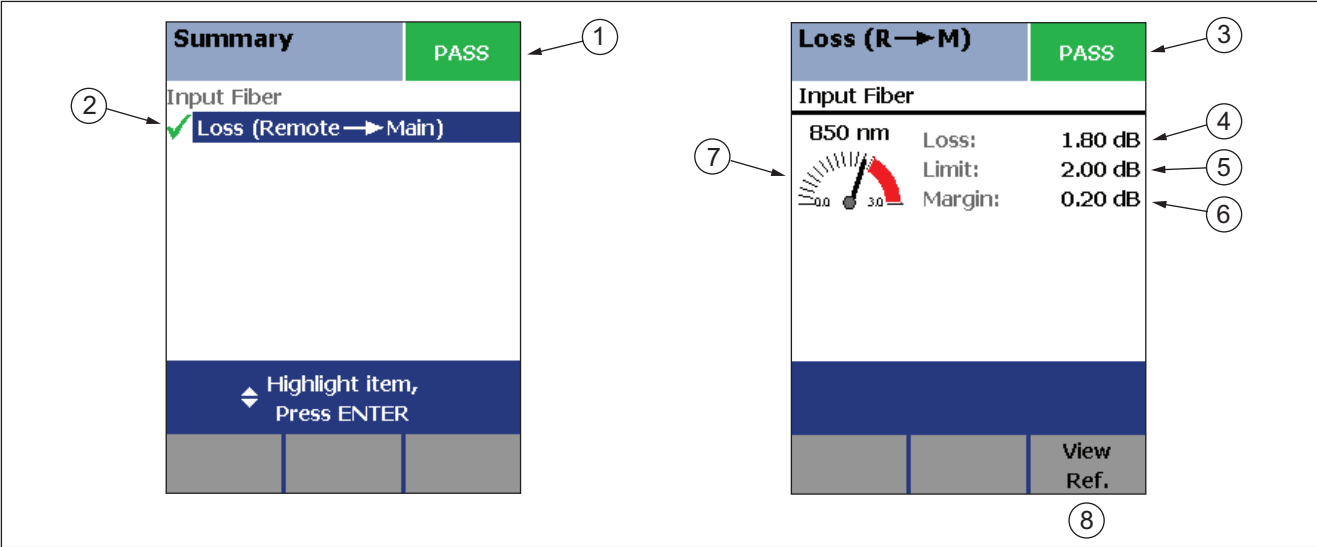 Summary
PASS
1
2
Input Fiber
Loss (Remote → Main)
Highlight item,
Press ENTER
Loss (R→M)
PASS
3
Input Fiber
850 nm
0.0
3.0
7
Loss: 1.80 dB
4
Limit: 2.00 dB
5
Margin: 0.20 dB
6
View
Ref.
8